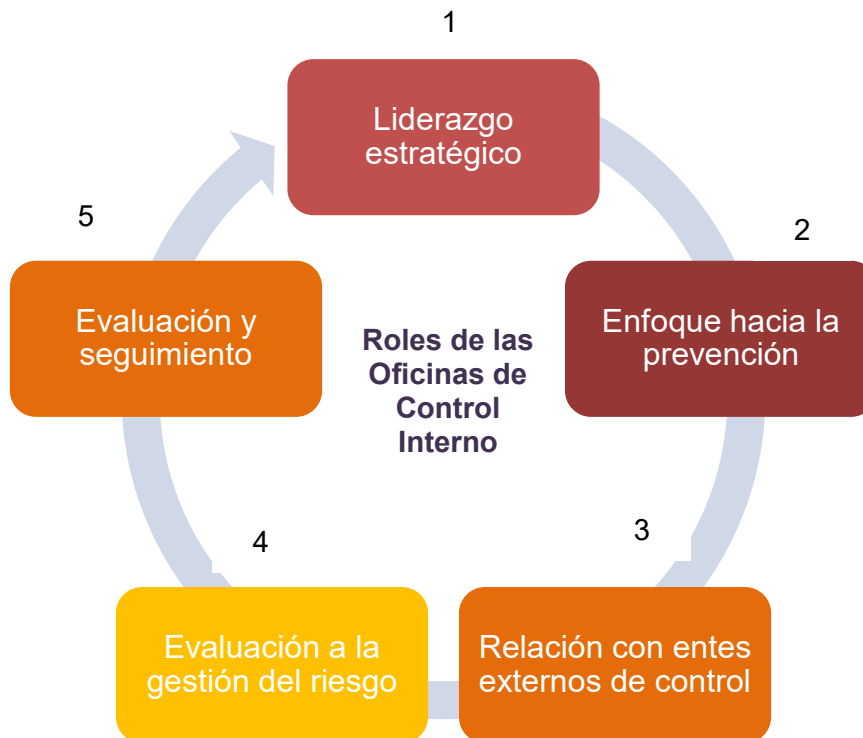 1
Liderazgo
estratégico
2
Enfoque hacia la
prevención
3
Relación con entes
externos de control
4
Evaluación a la
gestión del riesgo
5
Evaluación y
seguimiento
Roles de las
Oficinas de
Control
Interno